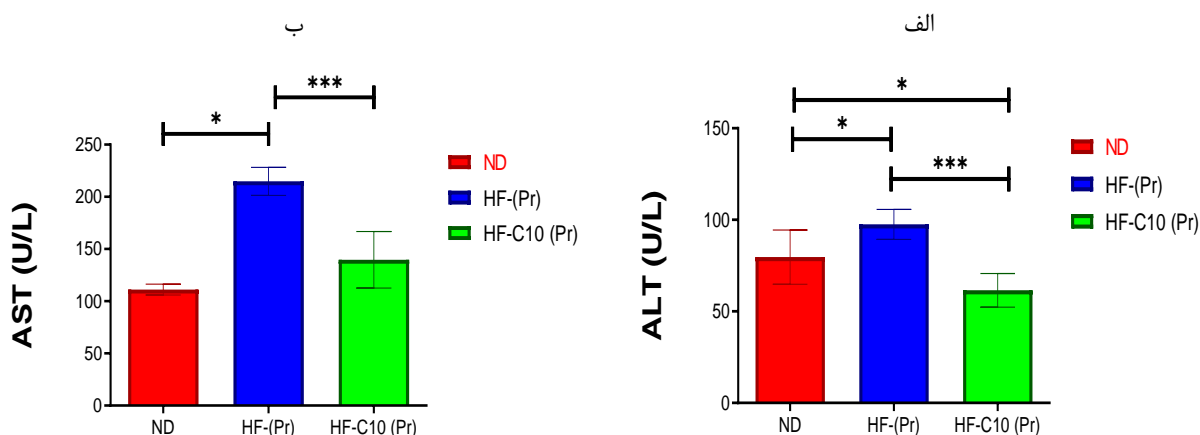 ب
***
*
AST (U/L)
250
200
150
100
50
0
ND
HF-(Pr)
HF-C10 (Pr)
ND
HF-(Pr)
HF-C10 (Pr)
الف
*
*
***
ALT (U/L)
150
100
50
0
ND
HF-(Pr)
HF-C10 (Pr)
ND
HF-(Pr)
HF-C10 (Pr)